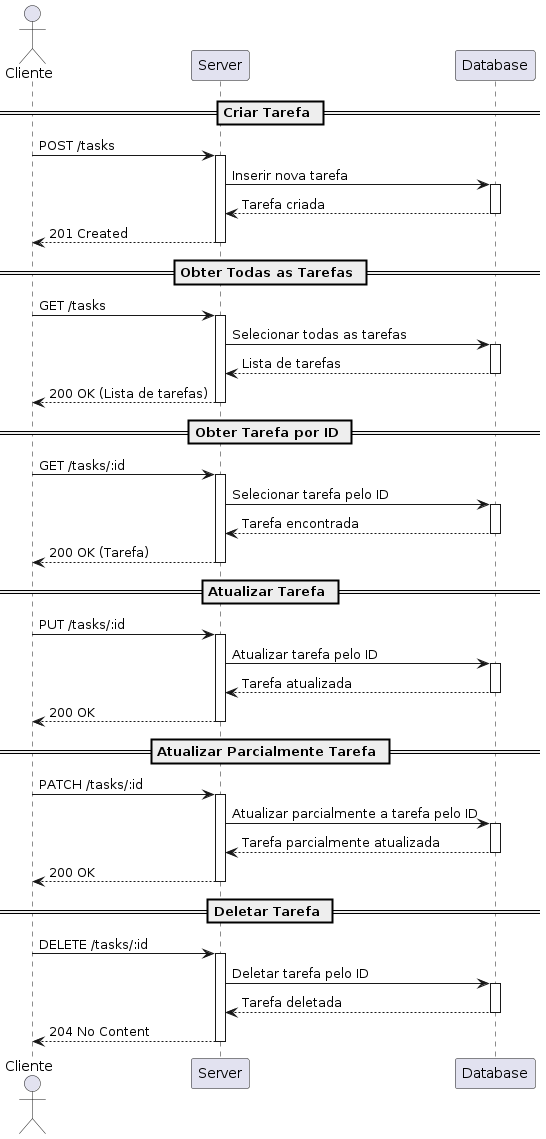 Cliente
Server
Database
Criar Tarefa
POST /tasks
Inserir nova tarefa
Tarefa criada
201 Created
Obter Todas as Tarefas
GET /tasks
Selecionar todas as tarefas
Lista de tarefas
200 OK (Lista de tarefas)
Obter Tarefa por ID
GET /tasks/:id
Selecionar tarefa pelo ID
Tarefa encontrada
200 OK (Tarefa)
Atualizar Tarefa
PUT /tasks/:id
Atualizar tarefa pelo ID
Tarefa atualizada
200 OK
Atualizar Parcialmente Tarefa
PATCH /tasks/:id
Atualizar parcialmente a tarefa pelo ID
Tarefa parcialmente atualizada
200 OK
Deletar Tarefa
DELETE /tasks/:id
Deletar tarefa pelo ID
Tarefa deletada
204 No Content
Cliente
Server
Database